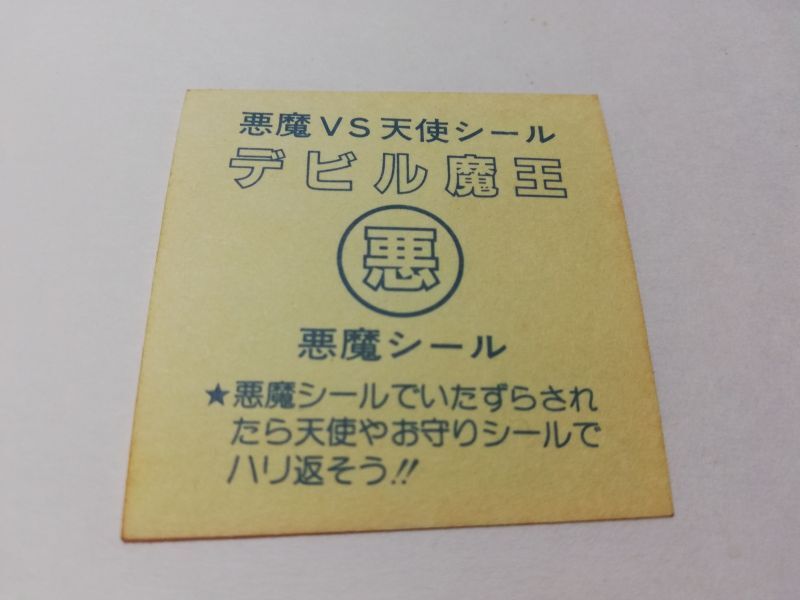 悪魔VS天使シール
デビル魔王
悪
悪魔シール
★悪魔シールでいたずらされ
たら天使やお守りシールで
ハリ返そう!!